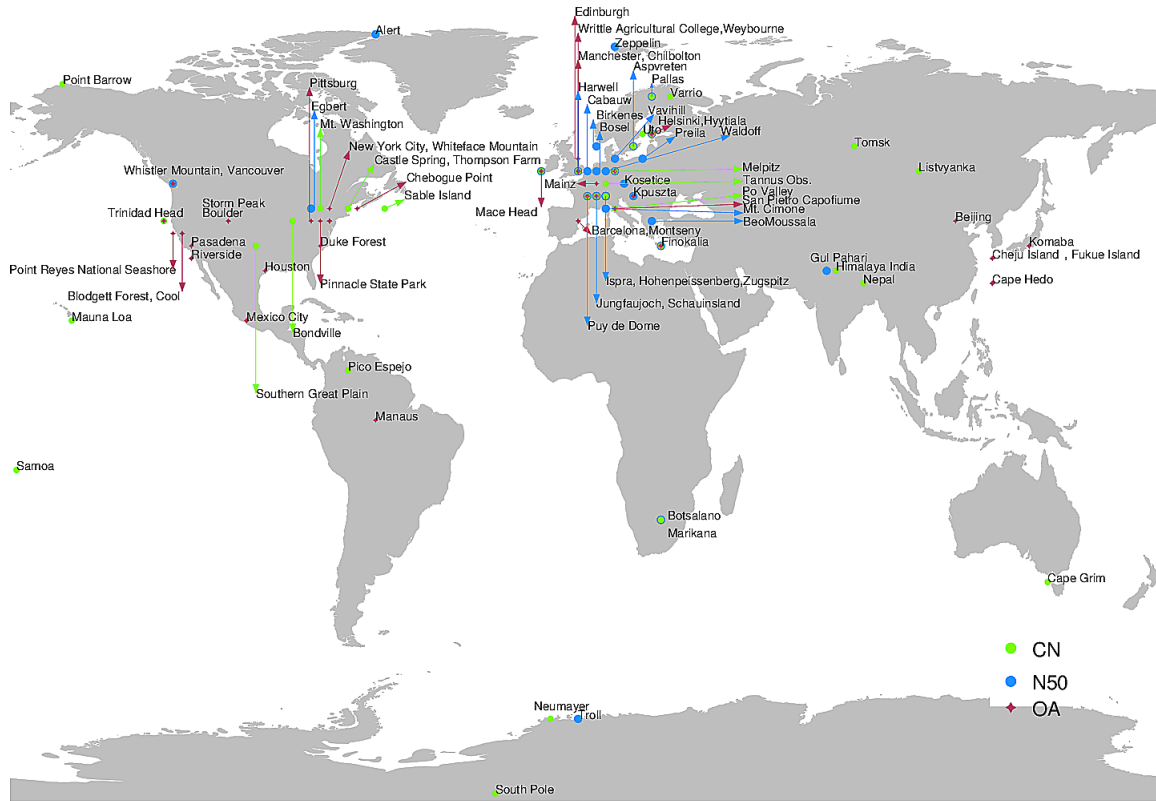 Edinburgh
Writtle Agricultural College,Weybourne
Alert
Zeppelin
Manchester, Chilbolton
Aspvreten
Point Barrow
Pittsburg
Pallas
Harwell
Varrio
Egbert
Cabauw
Mt. Washington
Birkenes
Vavihill
Bosel
Helsinki,Hyytiala
Uto
Preila
Waldoff
New York City, Whiteface Mountain
Tomsk
Castle Spring, Thompson Farm
Whistler Mountain, Vancouver
Chebogue Point
Melpitz
Listvyanka
Mainz
Kosetice
Tannus Obs.
Sable Island
Kpuszta
Po Valley
San Pietro Capofiume
Storm Peak
Boulder
Trinidad Head
Mace Head
Mt. Cimone
BeoMoussala
Beijing
Barcelona,Montseny
Pasadena
Duke Forest
Finokalia
Komaba
Riverside
Gul Pahari
Cheju Island , Fukue Island
Point Reyes National Seashore
Houston
Himalaya India
Pinnacle State Park
Ispra, Hohenpeissenberg,Zugspitz
Nepal
Cape Hedo
Blodgett Forest, Cool
Jungfaujoch, Schauinsland
Mauna Loa
Mexico City
Puy de Dome
Bondville
Pico Espejo
Southern Great Plain
Manaus
Samoa
Botsalano
Marikana
Cape Grim
CN
N50
OA
Neumayer
Troll
South Pole